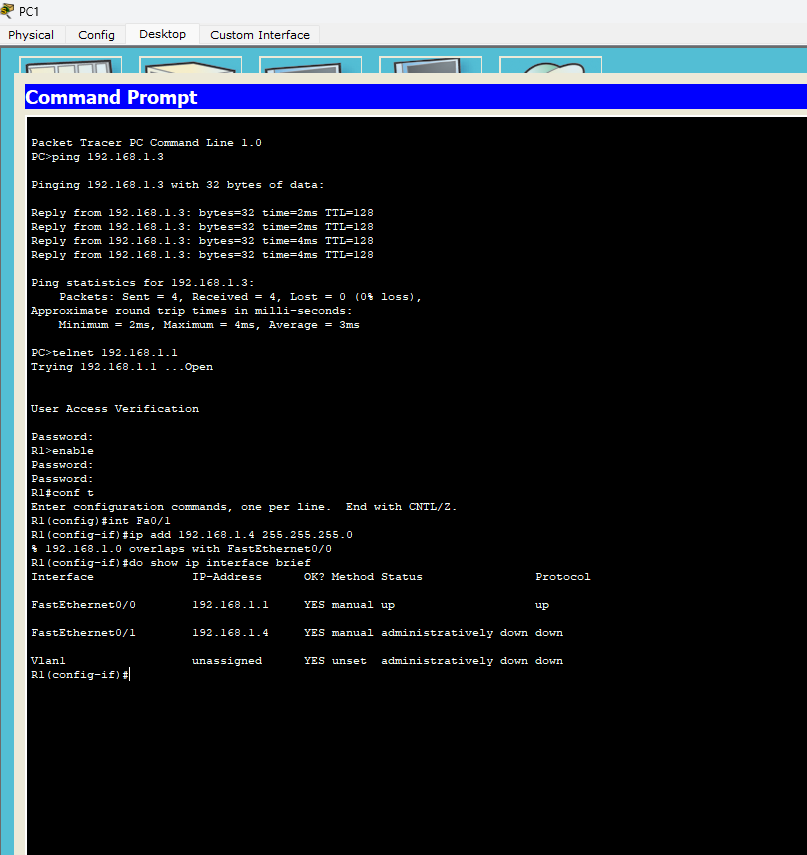 PC1
Physical Config Desktop Custom Interface
Command Prompt
Packet Tracer PC Command Line 1.0
PC>ping 192.168.1.3
Pinging 192.168.1.3 with 32 bytes of data:
Reply from 192.168.1.3: bytes=32 time=2ms TTL=128
Reply from 192.168.1.3: bytes=32 time=2ms TTL=128
Reply from 192.168.1.3: bytes=32 time=4ms TTL=128
Reply from 192.168.1.3: bytes=32 time=4ms TTL=128
Ping statistics for 192.168.1.3:
Packets: Sent = 4, Received = 4, Lost = 0 (0% loss),
Approximate round trip times in milli-seconds:
Minimum = 2ms, Maximum = 4ms, Average = 3ms
PC>telnet 192.168.1.1
Trying 192.168.1.1 ...Open
User Access Verification
Password:
R1>enable
Password:
Password:
R1#conf t
Enter configuration commands, one per line.  End with CNTL/Z.
R1(config)#int Fa0/1
R1(config-if)#ip add 192.168.1.4 255.255.255.0
% 192.168.1.0 overlaps with FastEthernet0/0
R1(config-if)#do show ip interface brief
Interface              IP-Address      OK? Method Status                Protocol
FastEthernet0/0        192.168.1.1     YES manual up                    up
FastEthernet0/1        192.168.1.4     YES manual administratively down down
Vlan1                  unassigned      YES unset  administratively down down
R1(config-if)#